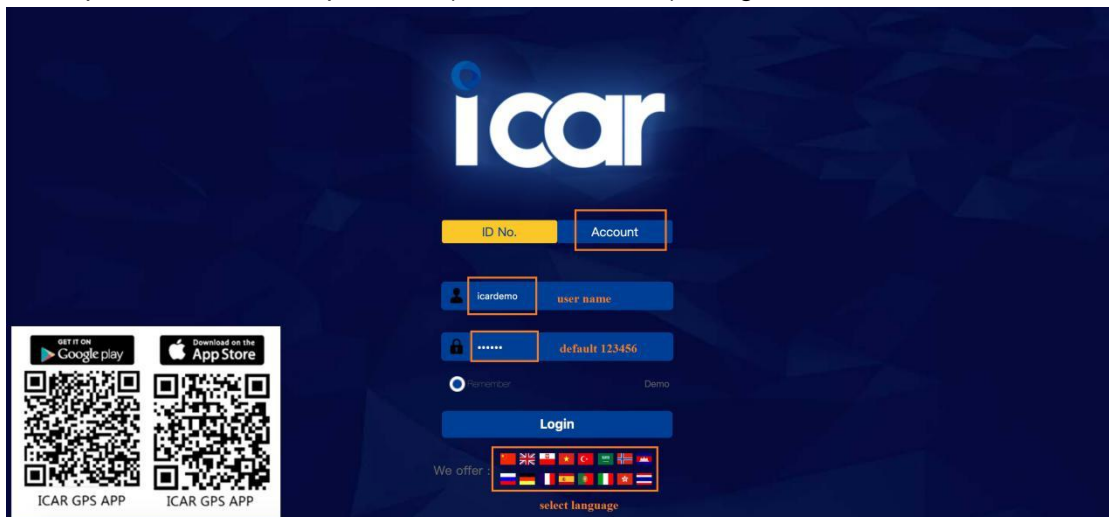 icar
ID No. Account
icardemo user name
•••••• default 123456
Remember Demo
Login
We offer :
select language
GET IT ON Download on the
Google play App Store
ICAR GPS APP ICAR GPS APP